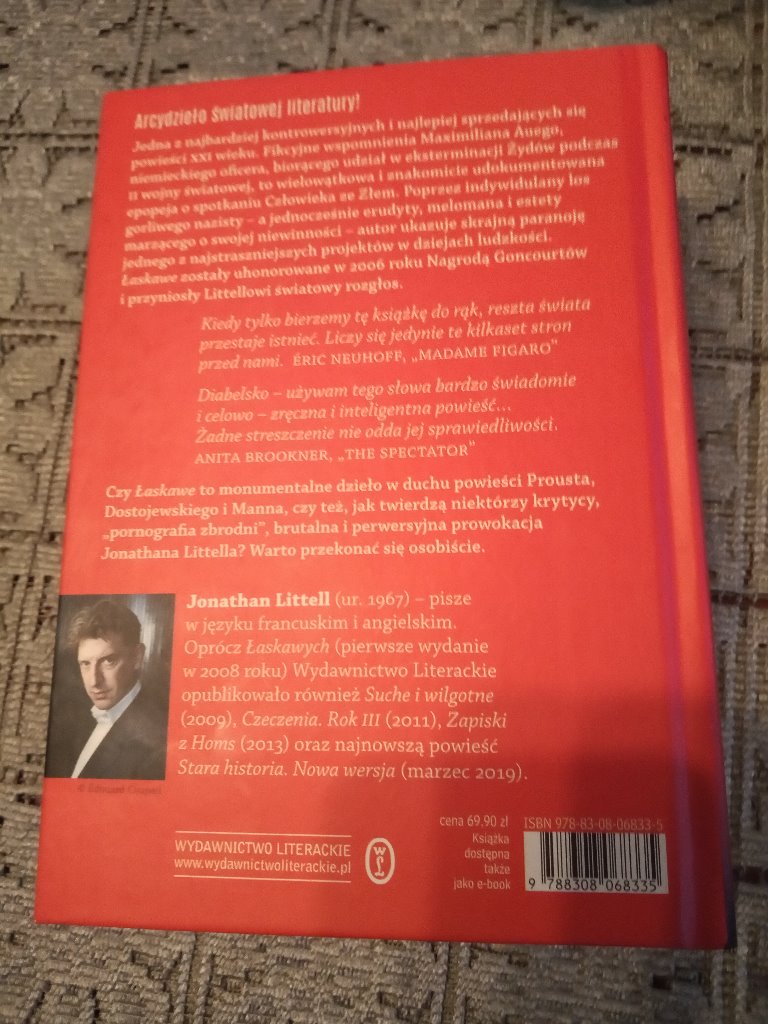 Arcydzieło światowej literatury!
Jedna z najbardziej kontrowersyjnych i najlepiej sprzedających się
powieści XXI wieku. Fikcyjne wspomnienia Maximiliana Auego,
niemieckiego oficera, biorącego udział w eksterminacji Żydów podczas
II wojny światowej, to wielowątkowa i znakomicie udokumentowana
epopeja o spotkaniu Człowieka ze Złem. Poprzez indywidulany los
gorliwego nazisty – a jednocześnie erudyty, melomana i estety
marzącego o swojej niewinności – autor ukazuje skrajną paranoję
jednego z najstraszniejszych projektów w dziejach ludzkości.
Łaskawe zostały uhonorowane w 2006 roku Nagrodą Goncourtów
i przyniosły Littellowi światowy rozgłos.
Kiedy tylko bierzemy tę książkę do rąk, reszta świata
przestaje istnieć. Liczy się jedynie te kilkaset stron
przed nami. ÉRIC NEUHOFF, „MADAME FIGARO”
Diabelsko – używam tego słowa bardzo świadomie
i celowo – zręczna i inteligentna powieść...
Żadne streszczenie nie odda jej sprawiedliwości.
ANITA BROOKNER, „THE SPECTATOR”
Czy Łaskawe to monumentalne dzieło w duchu powieści Prousta,
Dostojewskiego i Manna, czy też, jak twierdzą niektórzy krytycy,
„pornografia zbrodni”, brutalna i perwersyjna prowokacja
Jonathana Littella? Warto przekonać się osobiście.
Jonathan Littell (ur. 1967) – pisze
w języku francuskim i angielskim.
Oprócz Łaskawych (pierwsze wydanie
w 2008 roku) Wydawnictwo Literackie
opublikowało również Suche i wilgotne
(2009), Czeczenia. Rok III (2011), Zapiski
z Homs (2013) oraz najnowszą powieść
Stara historia. Nowa wersja (marzec 2019).
© Édouard
WYDAWNICTWO LITERACKIE
www.wydawnictwoliterackie.pl
WL
cena 69,90 zł
Książka
dostępna
także
jako e-book
ISBN 978-83-08-06833-5
9 788308 068335